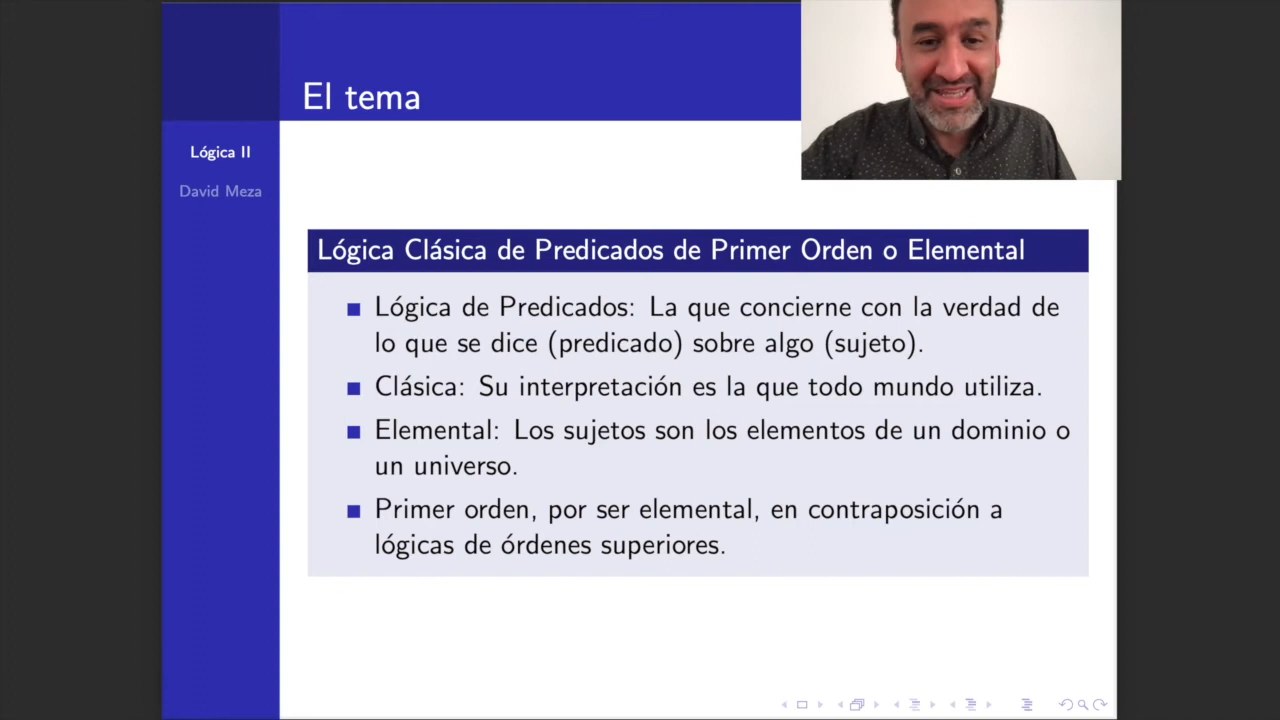 El tema
Lógica II
David Meza
Lógica Clásica de Predicados de Primer Orden o Elemental
Lógica de Predicados: La que concierne con la verdad de
lo que se dice (predicado) sobre algo (sujeto).
Clásica: Su interpretación es la que todo mundo utiliza.
Elemental: Los sujetos son los elementos de un dominio o
un universo.
Primer orden, por ser elemental, en contraposición a
lógicas de órdenes superiores.